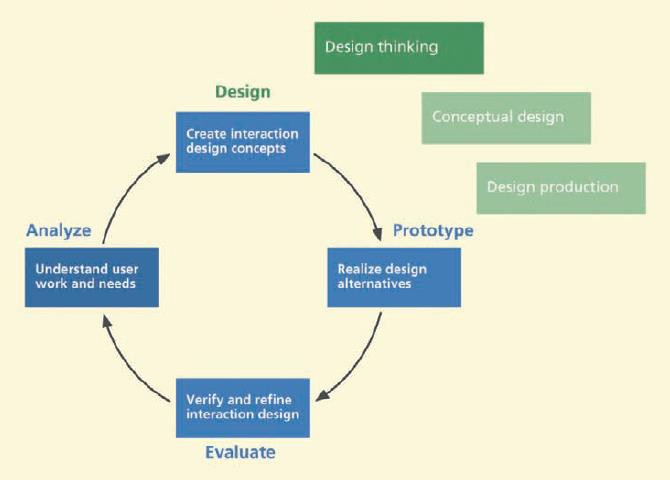 Design thinking
Conceptual design
Design production
Design
Create interaction
design concepts
Analyze
Understand user
work and needs
Prototype
Realize design
alternatives
Verify and refine
interaction design
Evaluate